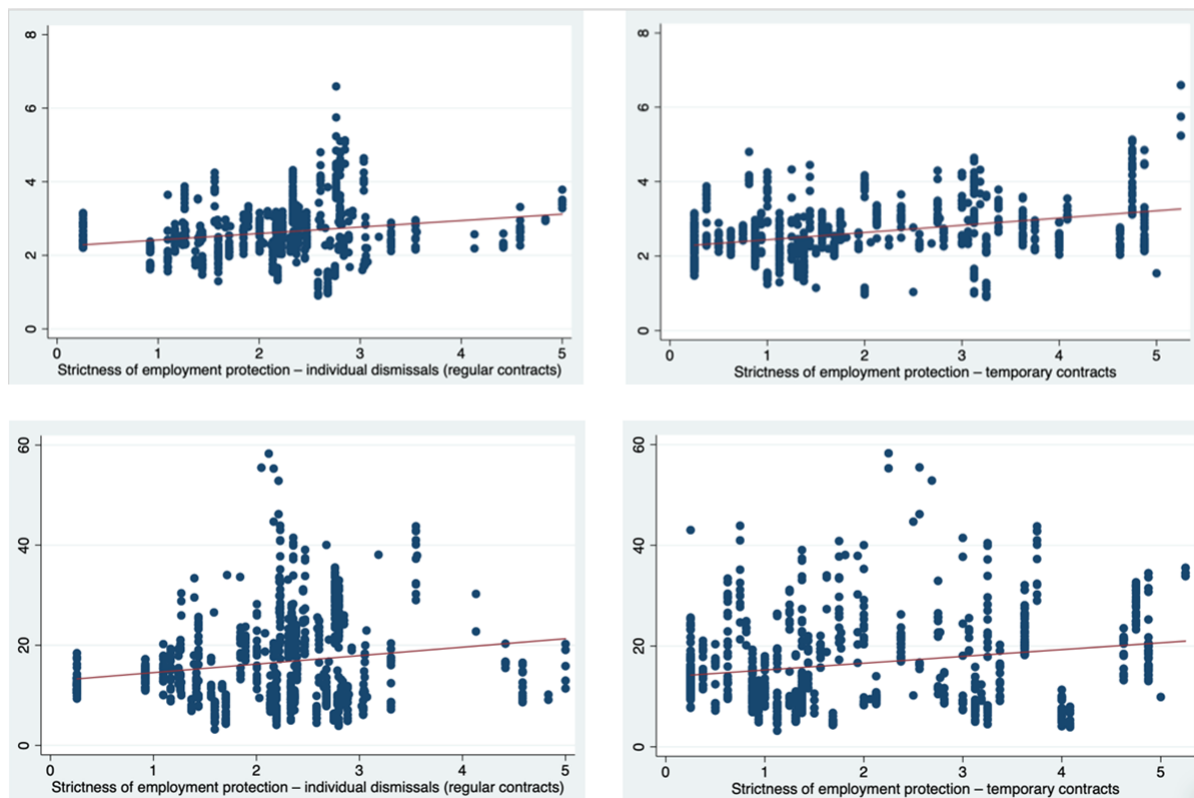 8
6
4
2
0
0 1 2 3 4 5
Strictness of employment protection – individual dismissals (regular contracts)
8
6
4
2
0
0 1 2 3 4 5
Strictness of employment protection – temporary contracts
60
40
20
0
0 1 2 3 4 5
Strictness of employment protection – individual dismissals (regular contracts)
60
40
20
0
0 1 2 3 4 5
Strictness of employment protection – temporary contracts